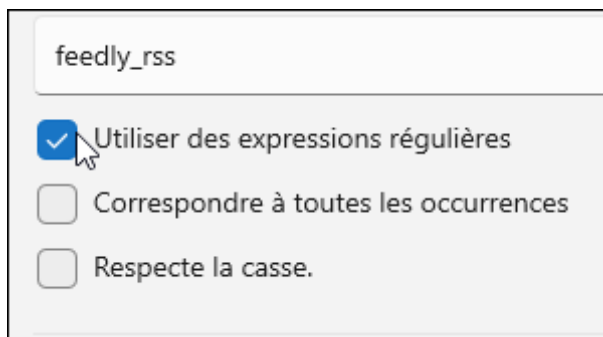 feedly_rss
Utiliser des expressions régulières
Correspondre à toutes les occurrences
Respecte la casse.